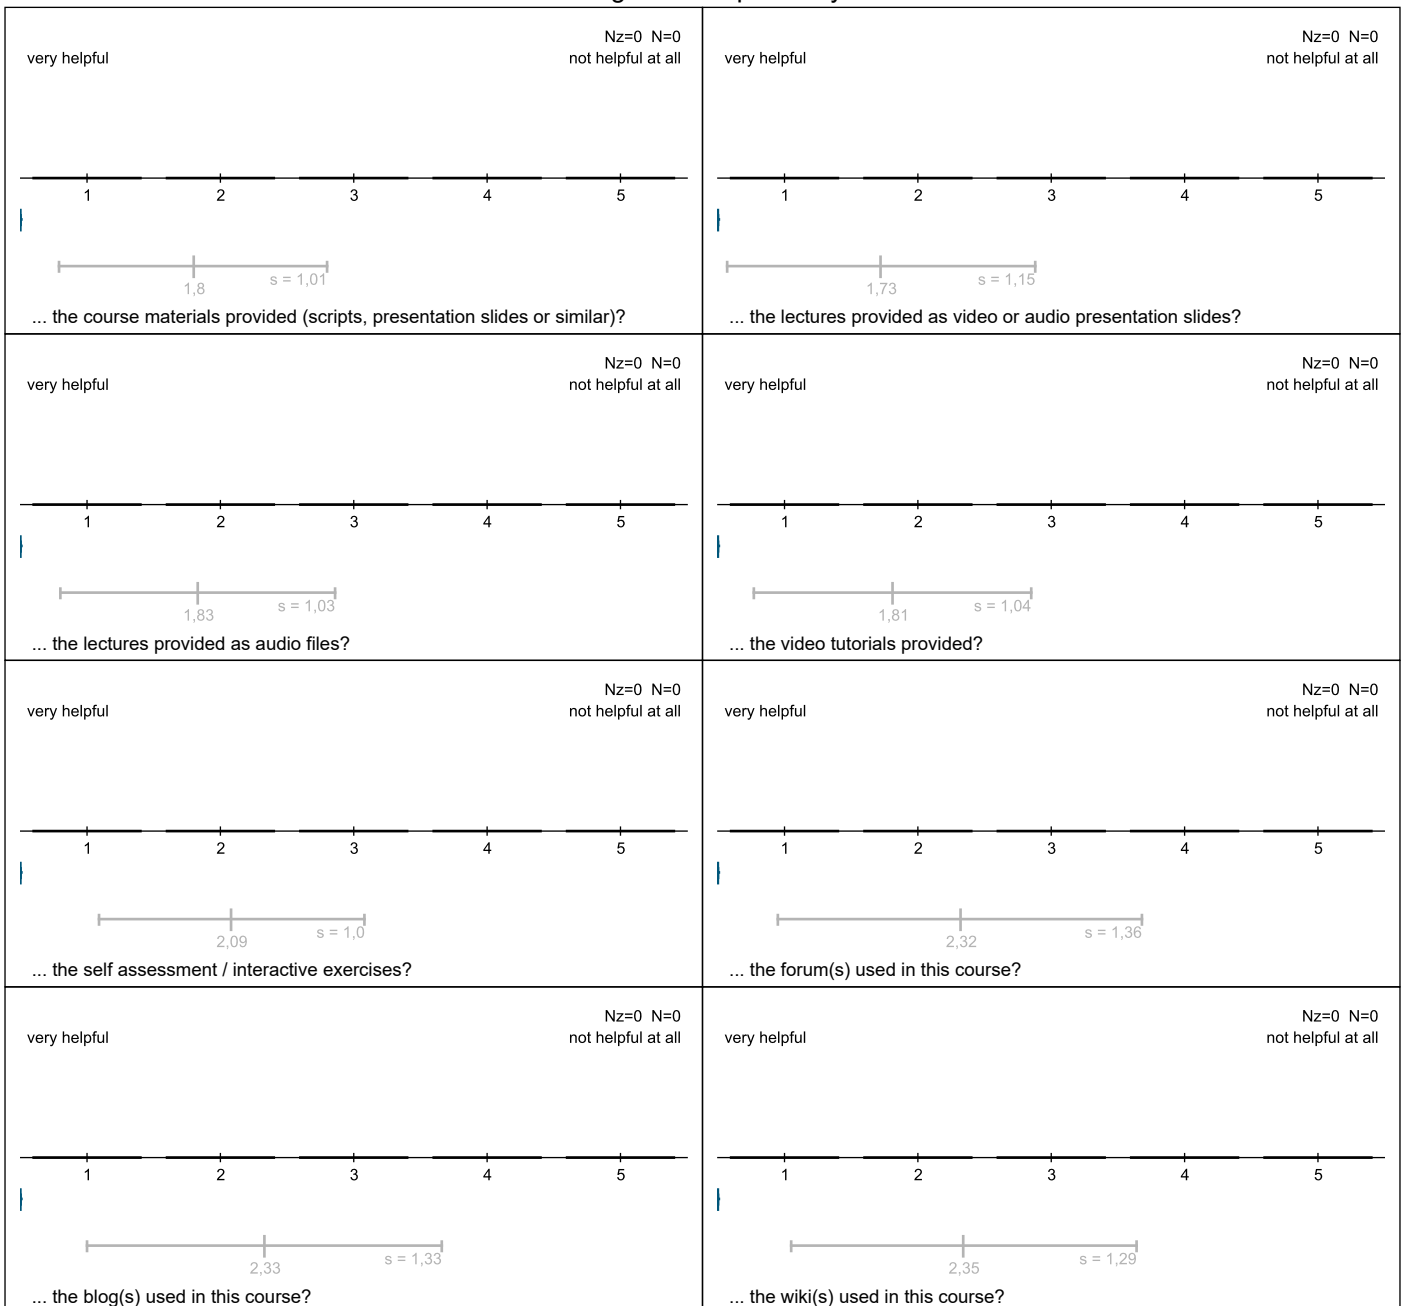 Nz=0 N=0 Nz=0 N=0
very helpful not helpful at all very helpful not helpful at all
1 2 3 4 5 1 2 3 4 5
s = 1,01 s = 1,15
1,8 1,73
... the course materials provided (scripts, presentation slides or similar)? ... the lectures provided as video or audio presentation slides?
Nz=0 N=0 Nz=0 N=0
very helpful not helpful at all very helpful not helpful at all
1 2 3 4 5 1 2 3 4 5
s = 1,03 s = 1,04
1,83 1,81
... the lectures provided as audio files? ... the video tutorials provided?
Nz=0 N=0 Nz=0 N=0
very helpful not helpful at all very helpful not helpful at all
1 2 3 4 5 1 2 3 4 5
s = 1,0 s = 1,36
2,09 2,32
... the self assessment / interactive exercises? ... the forum(s) used in this course?
Nz=0 N=0 Nz=0 N=0
very helpful not helpful at all very helpful not helpful at all
1 2 3 4 5 1 2 3 4 5
s = 1,33 s = 1,29
2,33 2,35
... the blog(s) used in this course? ... the wiki(s) used in this course?